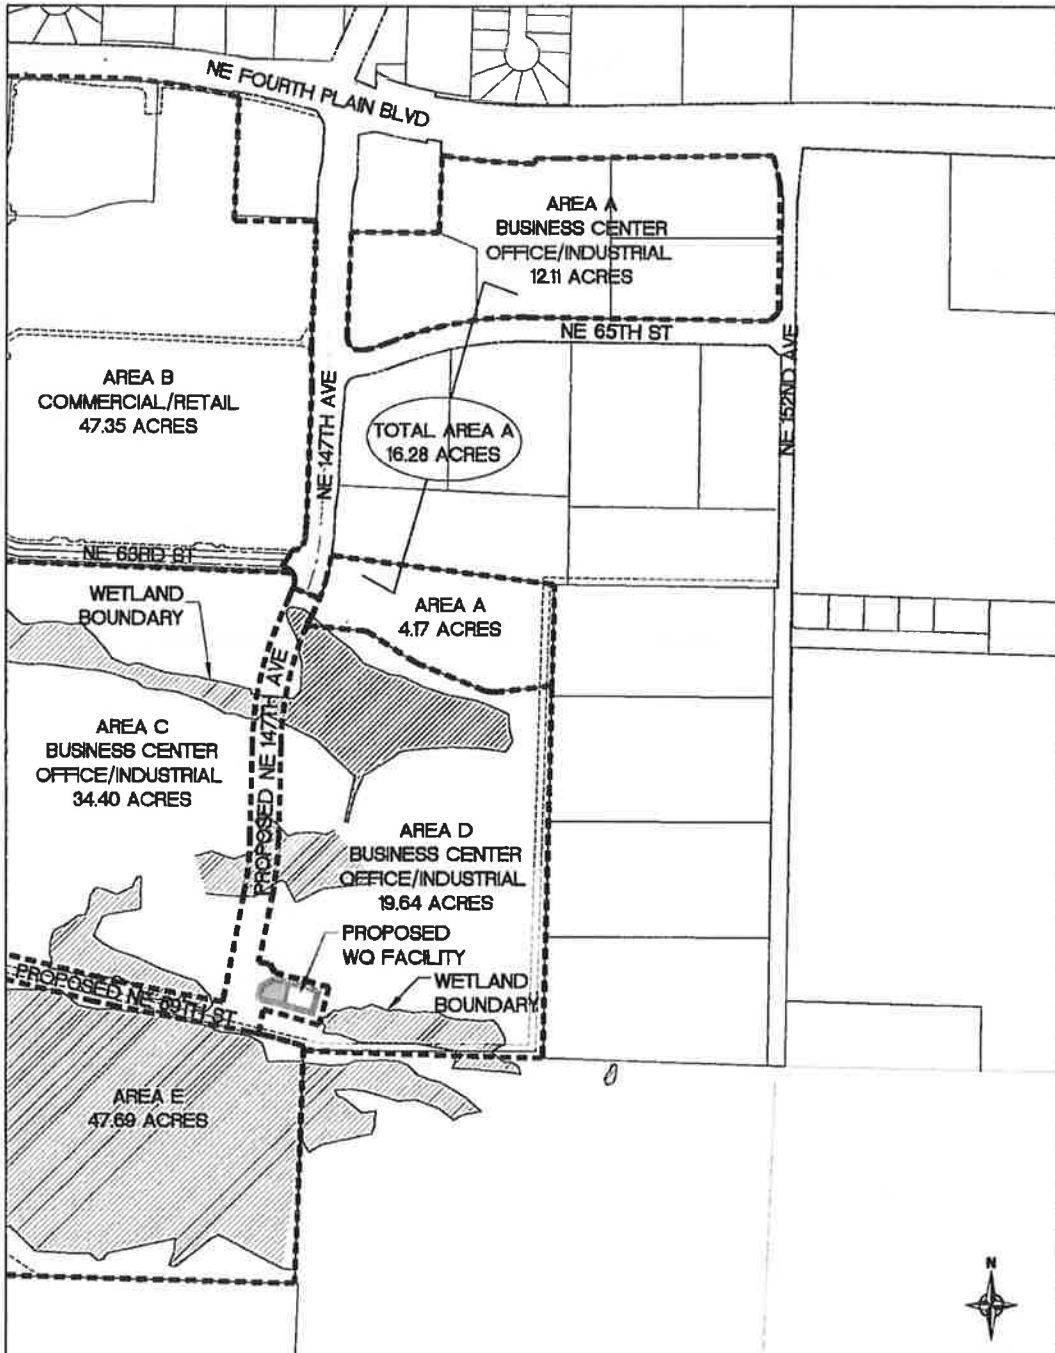 NE FOURTH PLAIN BLVD
AREA A
BUSINESS CENTER
OFFICE/INDUSTRIAL
12.11 ACRES
NE 65TH ST
NE 152ND AVE
AREA B
COMMERCIAL/RETAIL
47.35 ACRES
NE 147TH AVE
TOTAL AREA A
16.28 ACRES
NE 63RD ST
WETLAND
BOUNDARY
AREA A
4.17 ACRES
PROPOSED NE 147TH AVE
AREA C
BUSINESS CENTER
OFFICE/INDUSTRIAL
34.40 ACRES
AREA D
BUSINESS CENTER
OFFICE/INDUSTRIAL
19.64 ACRES
PROPOSED
WQ FACILITY
WETLAND
BOUNDARY
PROPOSED NE 59TH ST
AREA E
47.69 ACRES
N